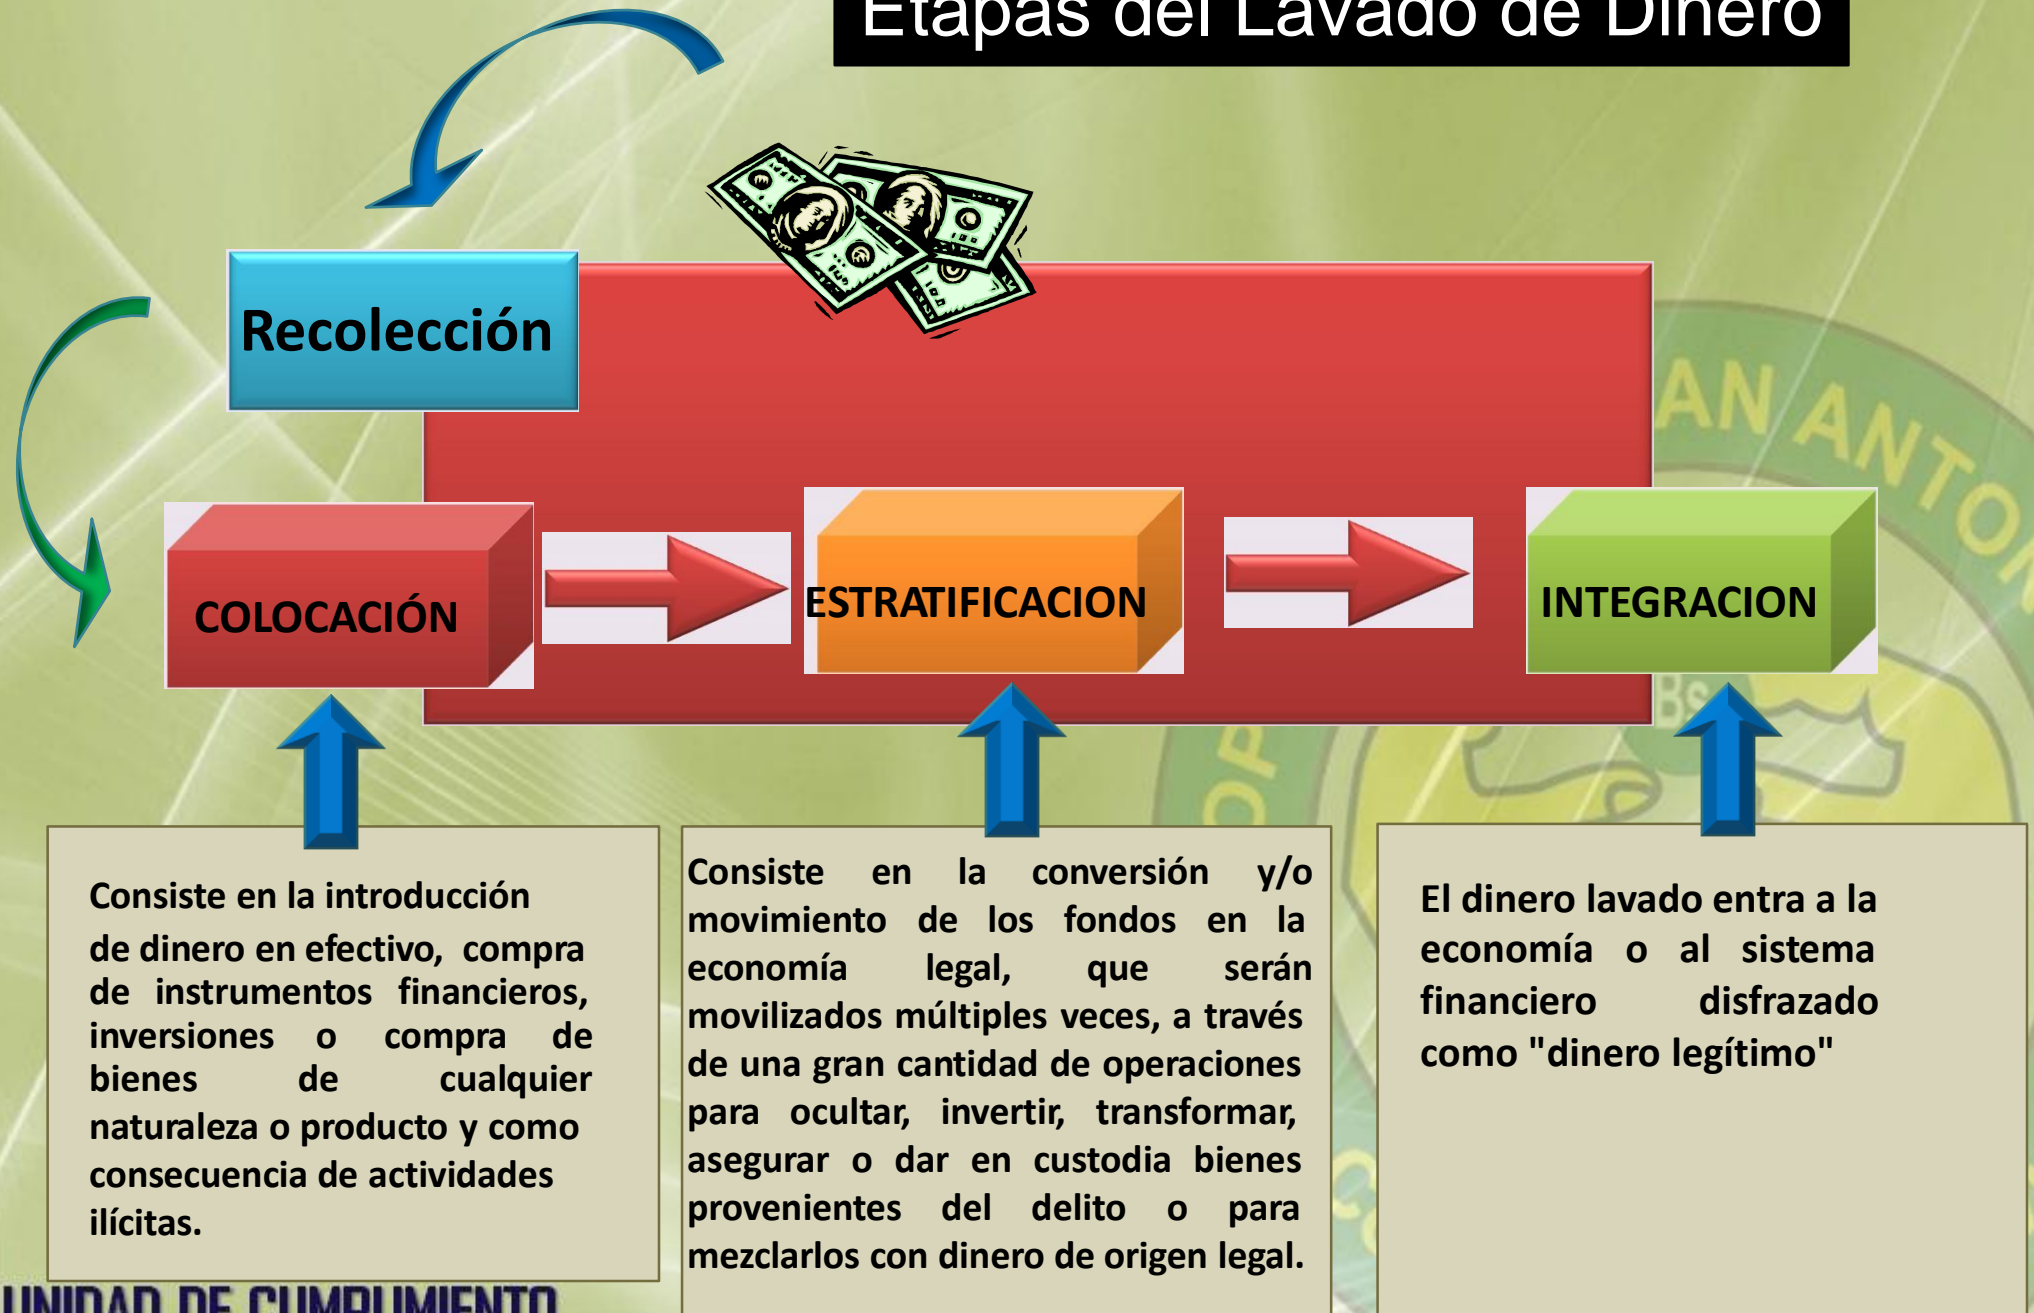 Etapas del Lavado de Dinero
Recolección
COLOCACIÓN
ESTRATIFICACION
INTEGRACION
Consiste en la introducción
de dinero en efectivo, compra
de instrumentos financieros,
inversiones o compra de
bienes de cualquier
naturaleza o producto y como
consecuencia de actividades
ilícitas.
Consiste en la conversión y/o
movimiento de los fondos en la
economía legal, que serán
movilizados múltiples veces, a través
de una gran cantidad de operaciones
para ocultar, invertir, transformar,
asegurar o dar en custodia bienes
provenientes del delito o para
mezclarlos con dinero de origen legal.
El dinero lavado entra a la
economía o al sistema
financiero disfrazado
como "dinero legítimo"
UNIDAD DE CUMPLIMIENTO
AN ANTON
OP
Bs